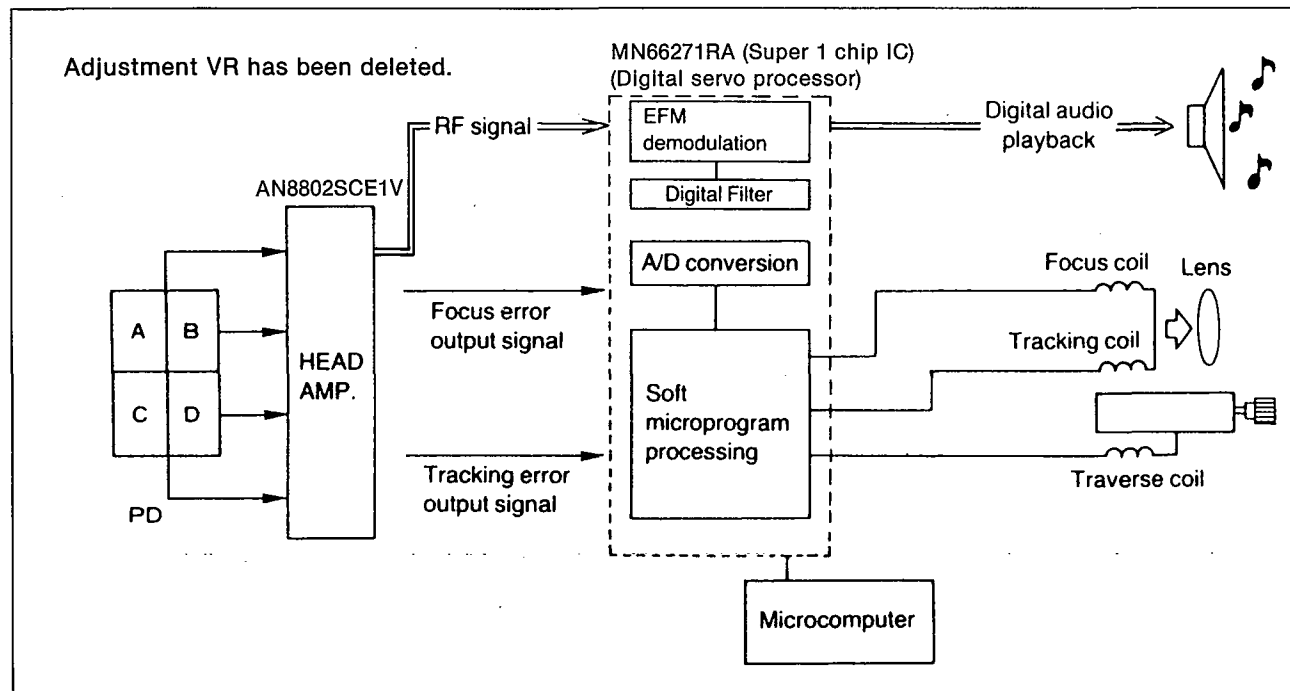 Adjustment VR has been deleted.
MN66271RA (Super 1 chip IC)
(Digital servo processor)
RF signal
EFM
demodulation
Digital audio
playback
AN8802SCE1V
Digital Filter
A/D conversion
Focus coil
Lens
A
B
Focus error
output signal
HEAD
AMP.
Tracking coil
C
D
Soft
microprogram
processing
Tracking error
output signal
Traverse coil
PD
Microcomputer